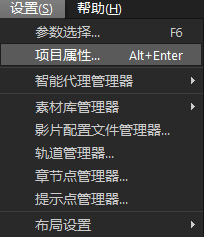 设置(S) 帮助(H)
参数选择... F6
项目属性... Alt+Enter
智能代理管理器
素材库管理器
影片配置文件管理器...
轨道管理器...
章节点管理器...
提示点管理器...
布局设置